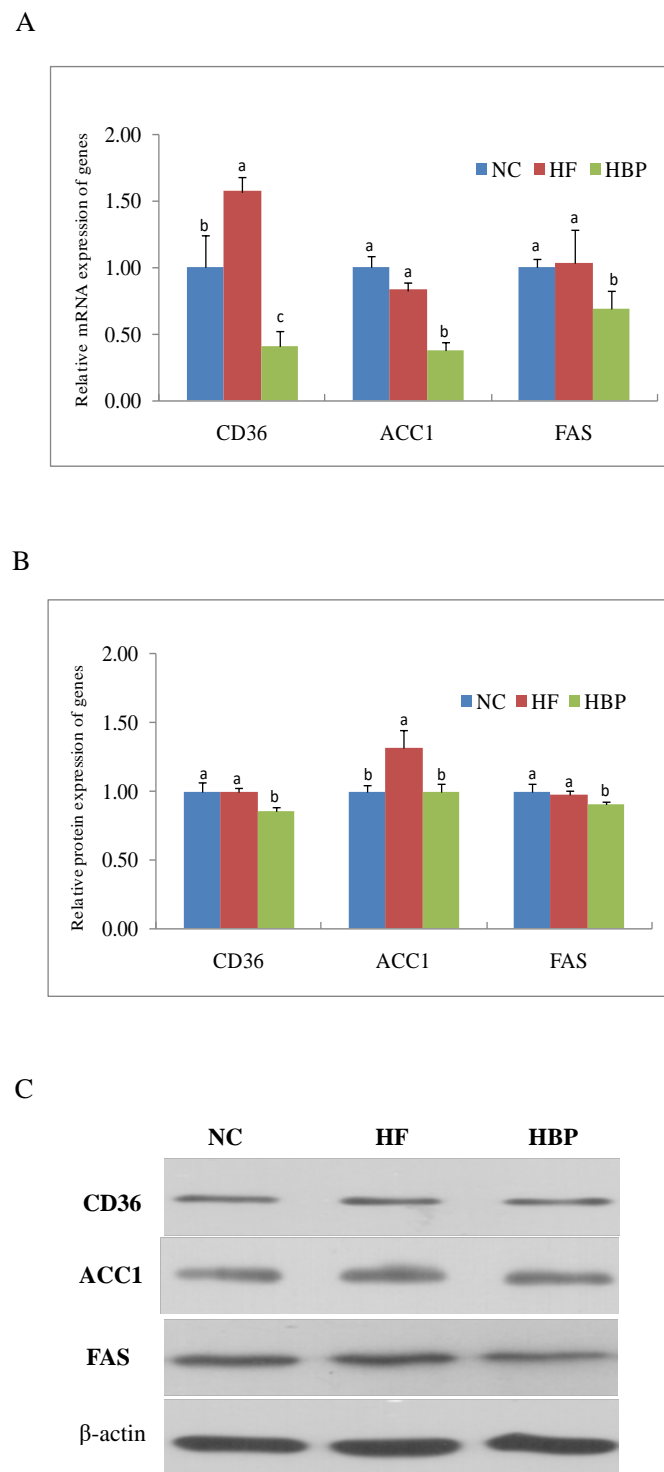 A
Relative mRNA expression of genes
2.00
1.50
1.00
0.50
0.00
NC HF HBP
b a c
a a b
a a b
CD36 ACC1 FAS
B
Relative protein expression of genes
2.00
1.50
1.00
0.50
0.00
NC HF HBP
a a b
b a b
a a b
CD36 ACC1 FAS
C
NC HF HBP
CD36
ACC1
FAS
β-actin